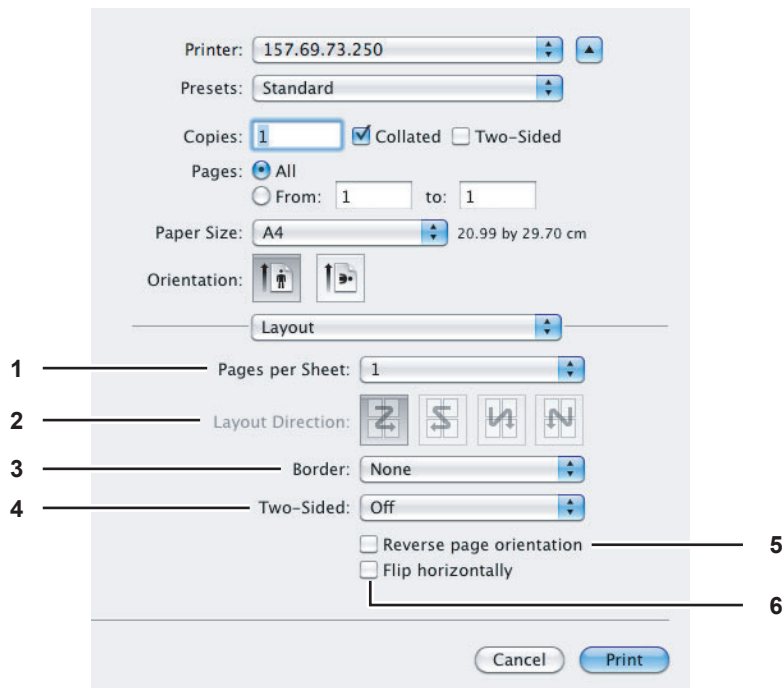 Printer: 157.69.73.250
Presets: Standard
Copies: 1 Collated Two-Sided
Pages: All
From: 1 to: 1
Paper Size: A4 20.99 by 29.70 cm
Orientation:
Layout
1 Pages per Sheet: 1
2 Layout Direction:
3 Border: None
4 Two-Sided: Off
Reverse page orientation 5
Flip horizontally
6
Cancel Print